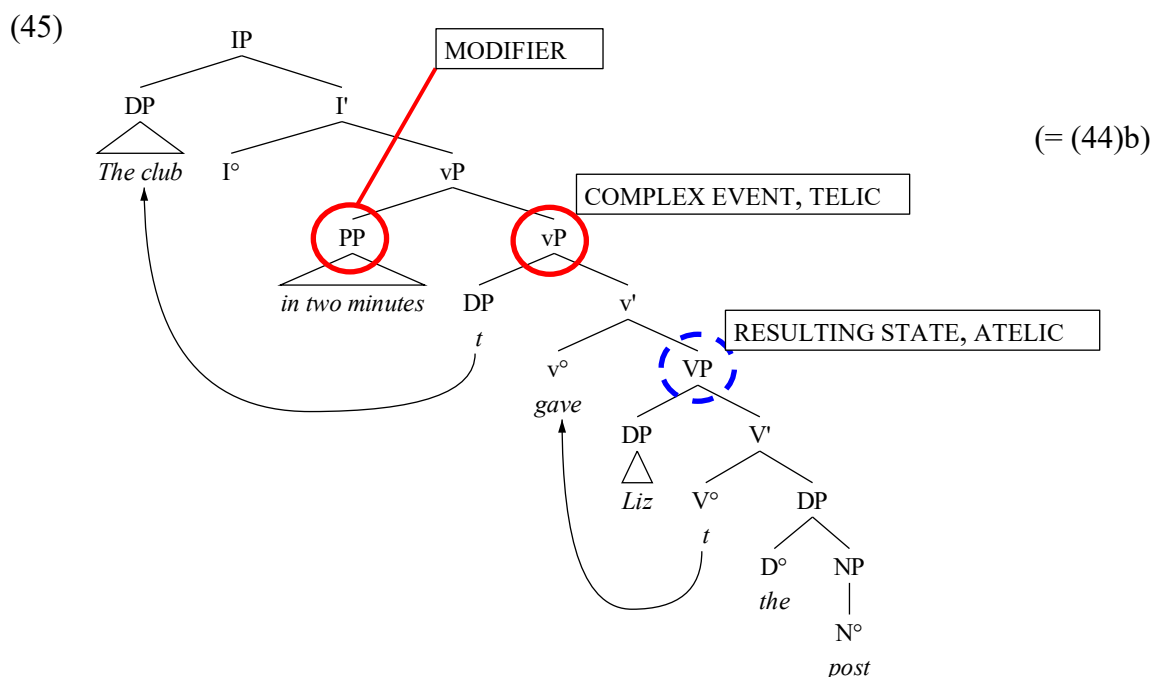 (45)
IP
MODIFIER
DP I'
(= (44)b)
The club I° vP
COMPLEX EVENT, TELIC
PP vP
in two minutes DP v'
RESULTING STATE, ATELIC
t v° VP
gave
DP V'
Liz V° DP
t
D° NP
the
N°
post